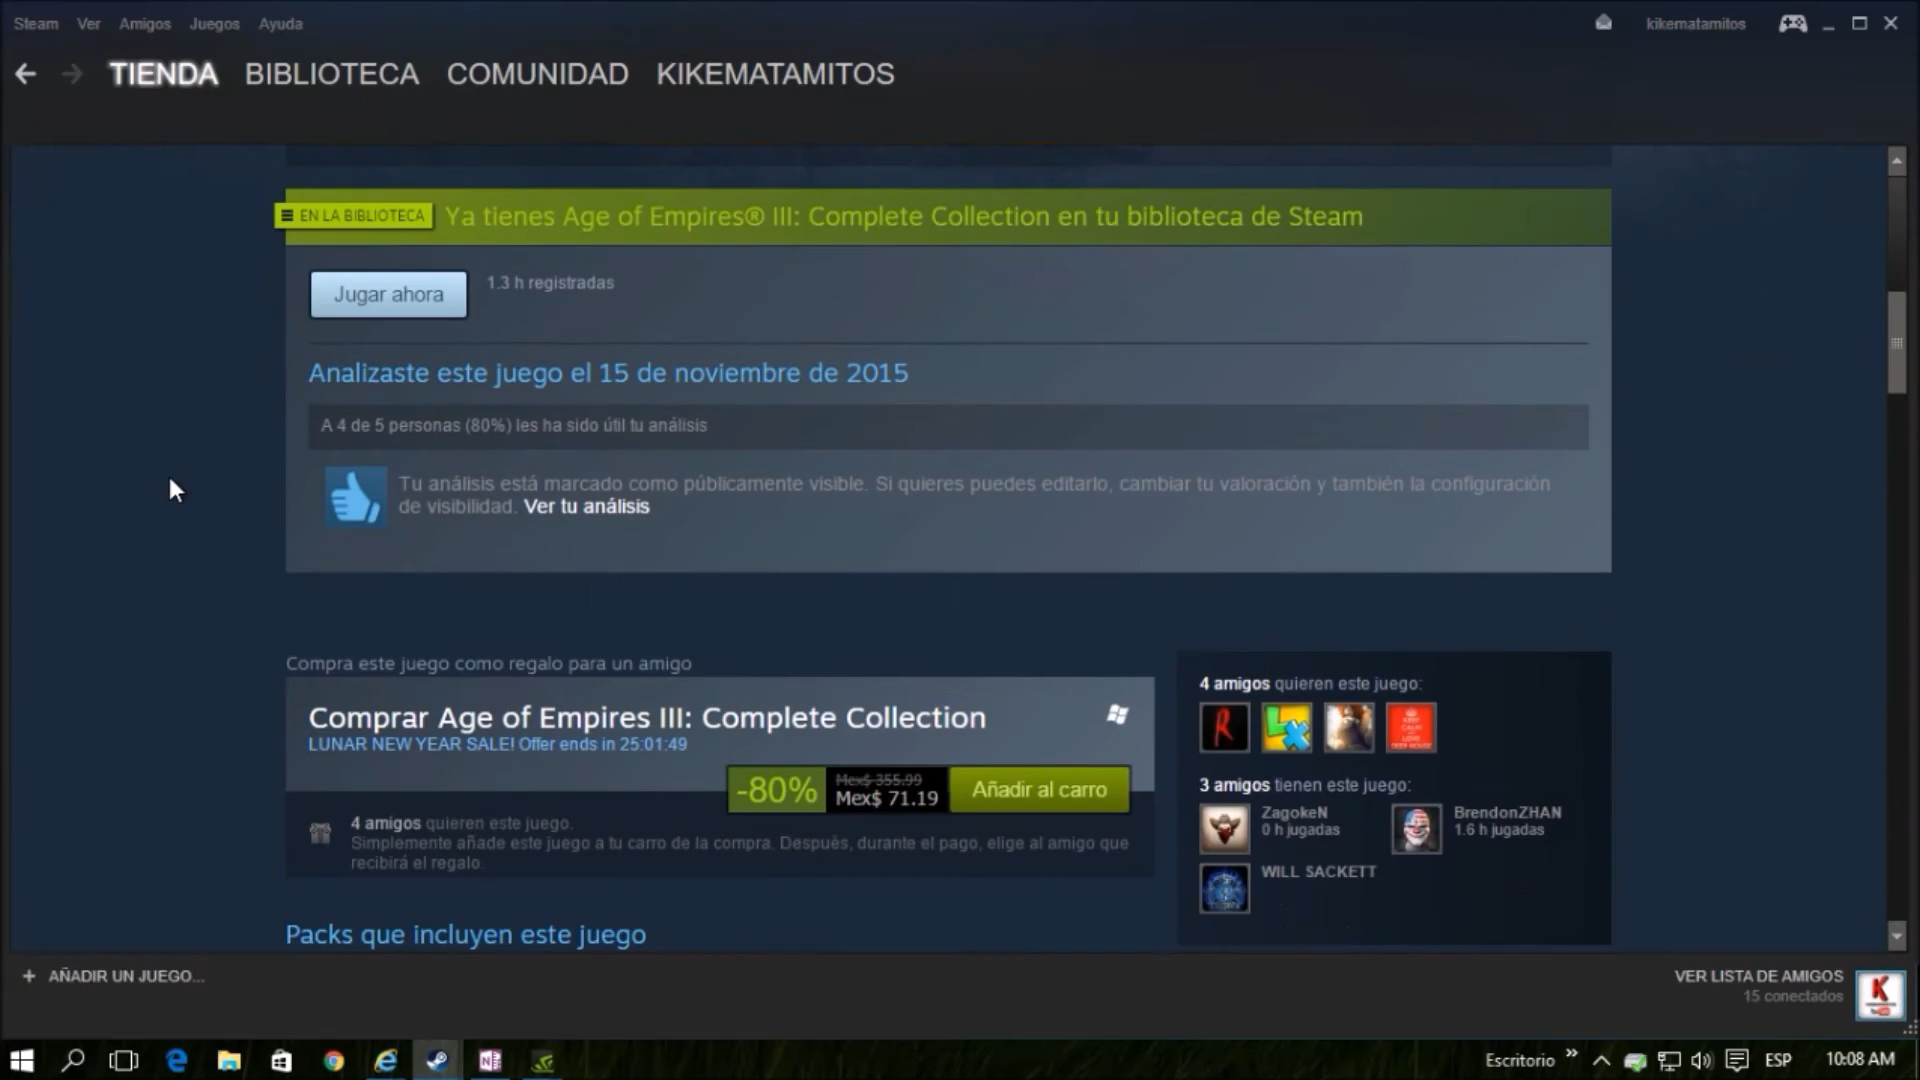 Steam Ver Amigos Juegos Ayuda
kikematamitos
TIENDA BIBLIOTECA COMUNIDAD KIKEMATAMITOS
EN LA BIBLIOTECA
Ya tienes Age of Empires® III: Complete Collection en tu biblioteca de Steam
Jugar ahora
1.3 h registradas
Analizaste este juego el 15 de noviembre de 2015
A 4 de 5 personas (80%) les ha sido útil tu análisis
Tu análisis está marcado como públicamente visible. Si quieres puedes editarlo, cambiar tu valoración y también la configuración
de visibilidad. Ver tu análisis
Compra este juego como regalo para un amigo
Comprar Age of Empires III: Complete Collection
LUNAR NEW YEAR SALE! Offer ends in 25:01:49
-80%
Mex$ 355.99
Mex$ 71.19
Añadir al carro
4 amigos quieren este juego.
Simplemente añade este juego a tu carro de la compra. Despuès, durante el pago, elige al amigo que
recibirá el regalo.
4 amigos quieren este juego:
R
KEEP
CALM
LOVE
DEEP HOUSE
3 amigos tienen este juego:
ZagokeN
0 h jugadas
BrendonZHAN
1.6 h jugadas
WILL SACKETT
Packs que incluyen este juego
+ AÑADIR UN JUEGO...
VER LISTA DE AMIGOS
15 conectados
K
Escritorio
ESP
10:08 AM